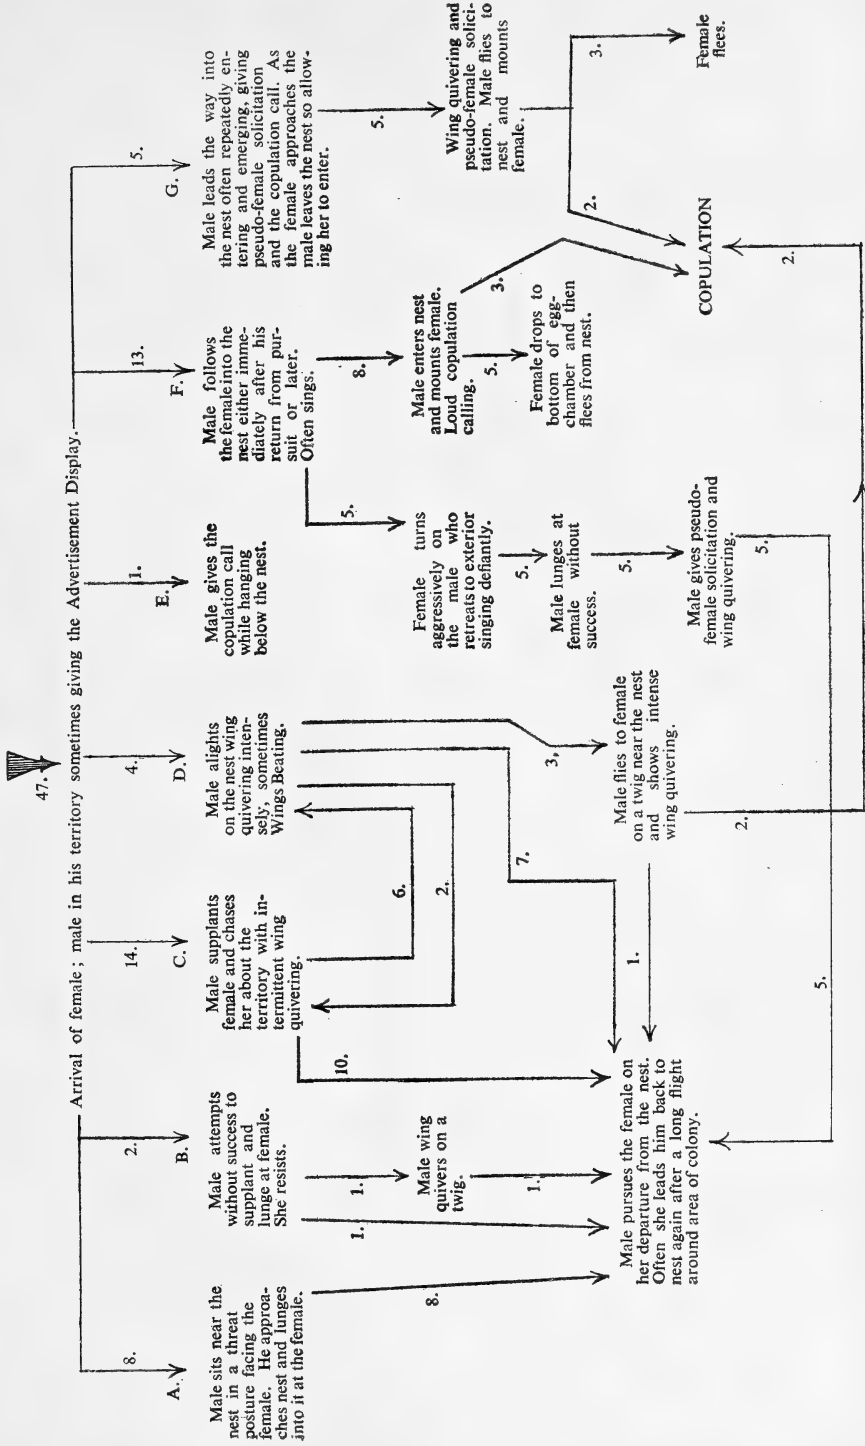 47.
Arrival of female; male in his territory sometimes giving the Advertisement Display.
8.
2.
14.
4.
1.
13.
5.
A.
B.
C.
D.
E.
F.
G.
Male sits near the
nest in a threat
posture facing the
female. He approa-
ches nest and lunges
into it at the female.
Male attempts
without success to
supplant and
lunge at female.
She resists.
Male supplants
female and chases
her about the
territory with in-
termittent wing
quivering.
Male alights
on the nest wing
quivering inten-
sely, sometimes
Wings Beating.
Male gives the
copulation call
while hanging
below the nest.
Male follows
the female into the
nest either imme-
diately after his
return from pur-
suit or later.
Often sings.
Male leads the way into
the nest often repeatedly en-
tering and emerging, giving
pseudo-female solicitation
and the copulation call. As
the female approaches the
male leaves the nest so allow-
ing her to enter.
8.
1.
1.
Male wing
quivers on a
twig.
1.
10.
6.
2.
7.
3,
5.
8.
5.
Female turns
aggressively on
the male who
retreats to exterior
singing defiantly.
5.
Male lunges at
female without
success.
5.
Male gives pseudo-
female solicitation and
wing quivering.
5.
Male enters nest
and mounts female.
Loud copulation
calling.
5.
3.
Female drops to
bottom of egg-
chamber and then
flees from nest.
Wing quivering and
pseudo-female solici-
tation. Male flies to
nest and mounts
female.
2.
3.
Female
flees.
COPULATION
2.
Male flies to female
on a twig near the nest
and shows intense
wing quivering.
1.
2.
5.
Male pursues the female on
her departure from the nest.
Often she leads him back to
nest again after a long flight
around area of colony.